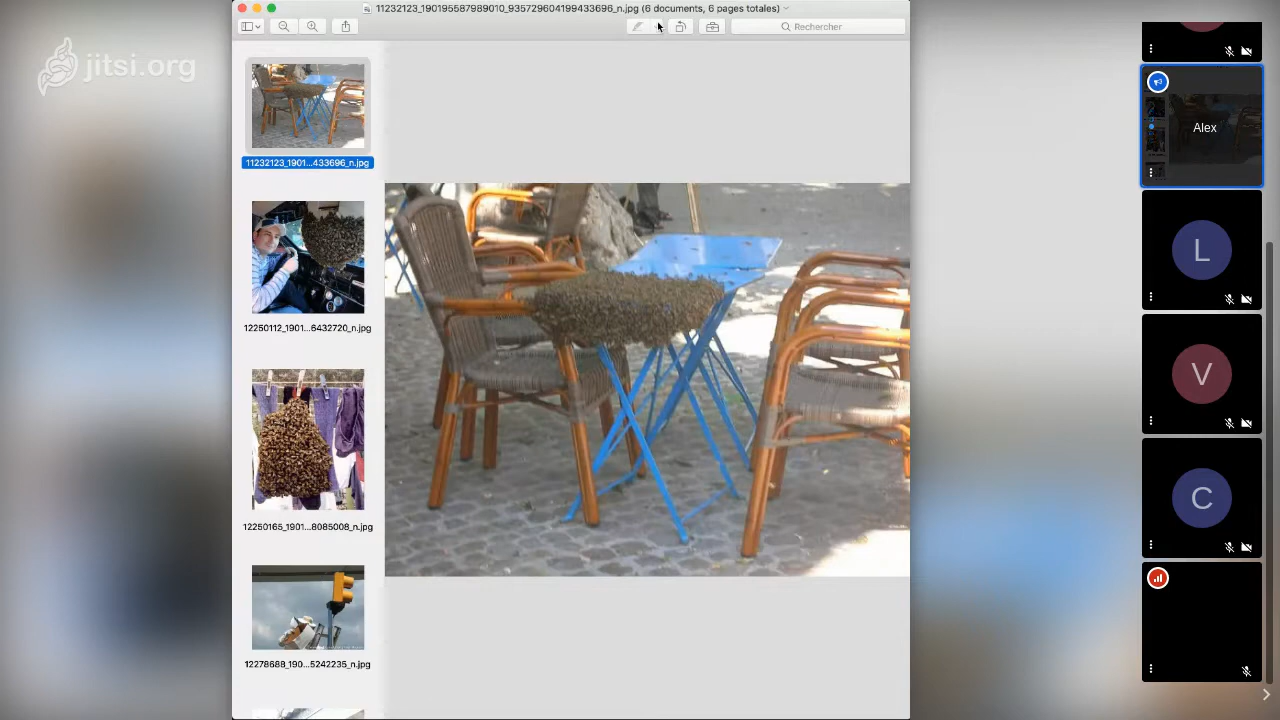 11232123_190195587989010_935729604199433696_n.jpg (6 documents, 6 pages totales)
Rechercher
jitsi.org
11232123_1901...433696_n.jpg
12250112_1901...6432720_n.jpg
12250165_1901...8085008_n.jpg
12278688_190...5242235_n.jpg
Alex
L
V
C